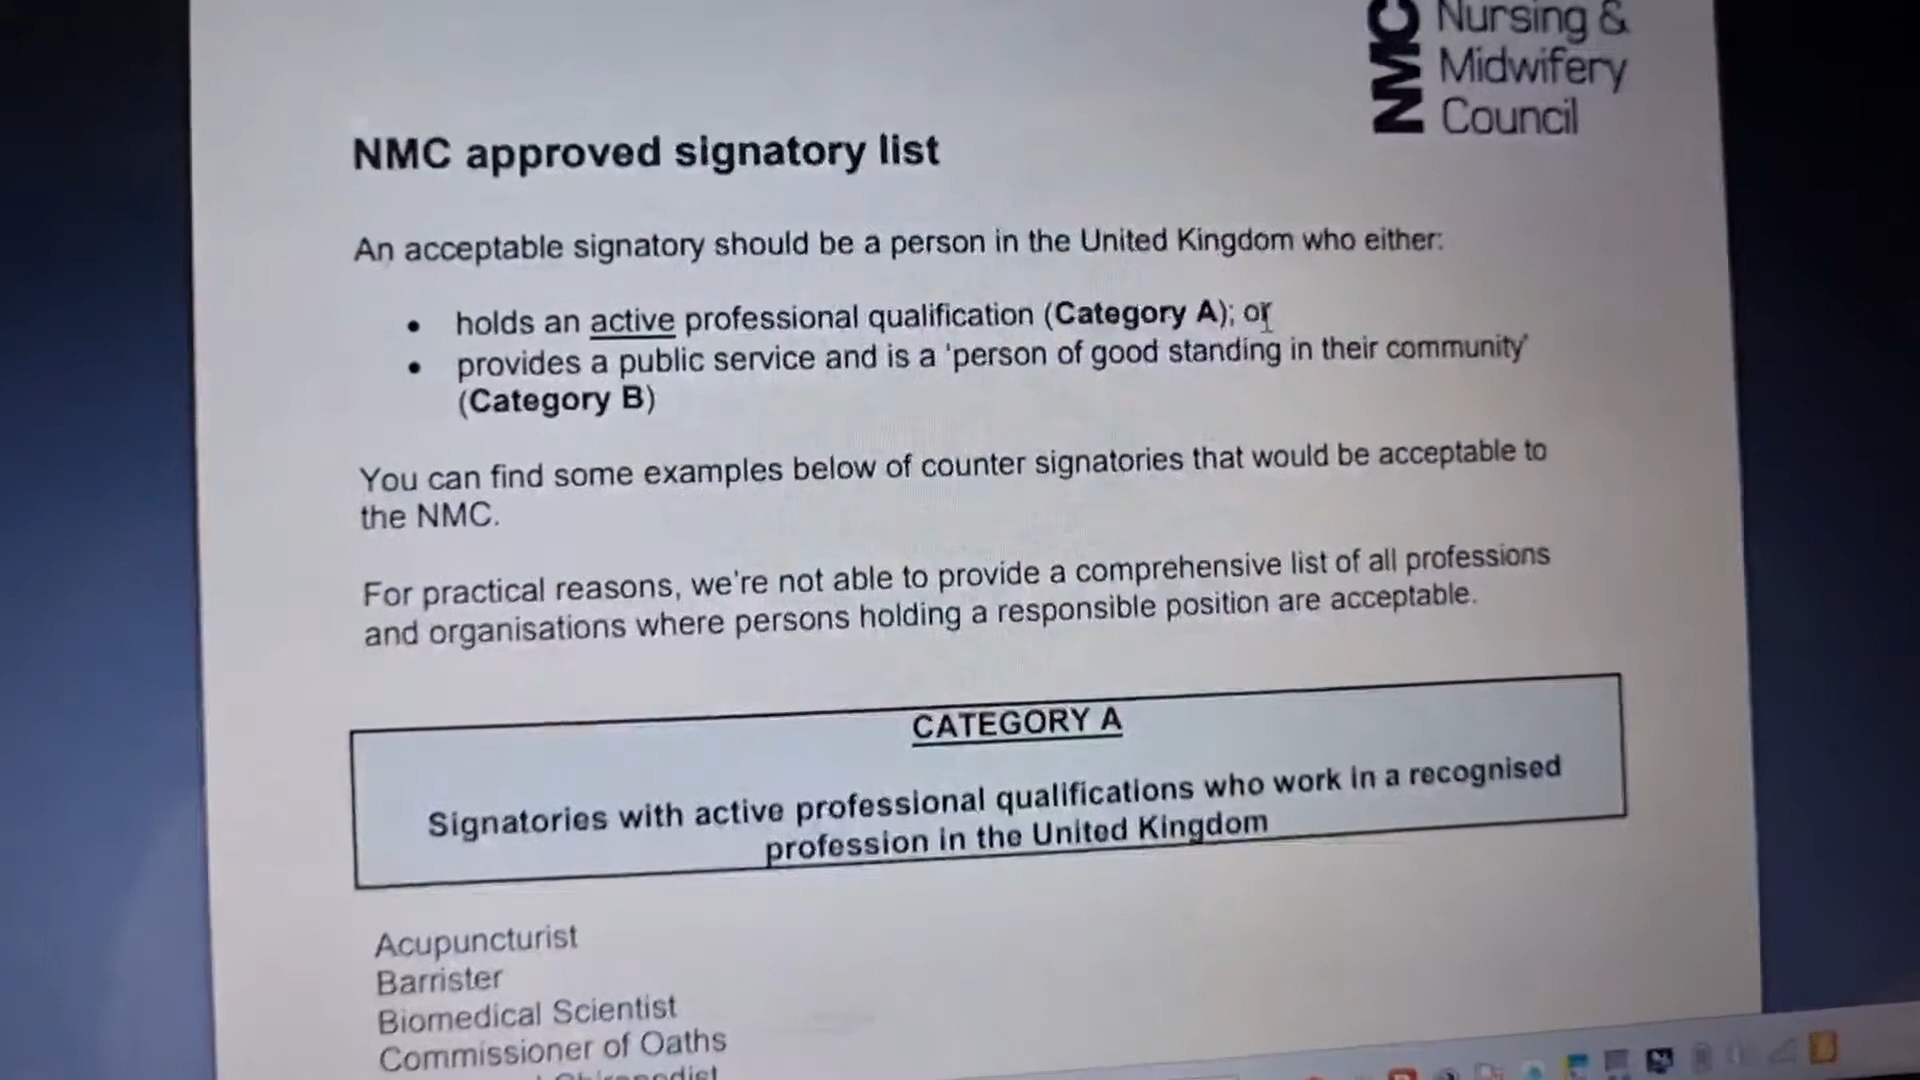 NMC
Nursing &
Midwifery
Council
NMC approved signatory list
An acceptable signatory should be a person in the United Kingdom who either:
• holds an active professional qualification (Category A); or
• provides a public service and is a 'person of good standing in their community'
(Category B)
You can find some examples below of counter signatories that would be acceptable to
the NMC.
For practical reasons, we're not able to provide a comprehensive list of all professions
and organisations where persons holding a responsible position are acceptable.
CATEGORY A
Signatories with active professional qualifications who work in a recognised
profession in the United Kingdom
Acupuncturist
Barrister
Biomedical Scientist
Commissioner of Oaths